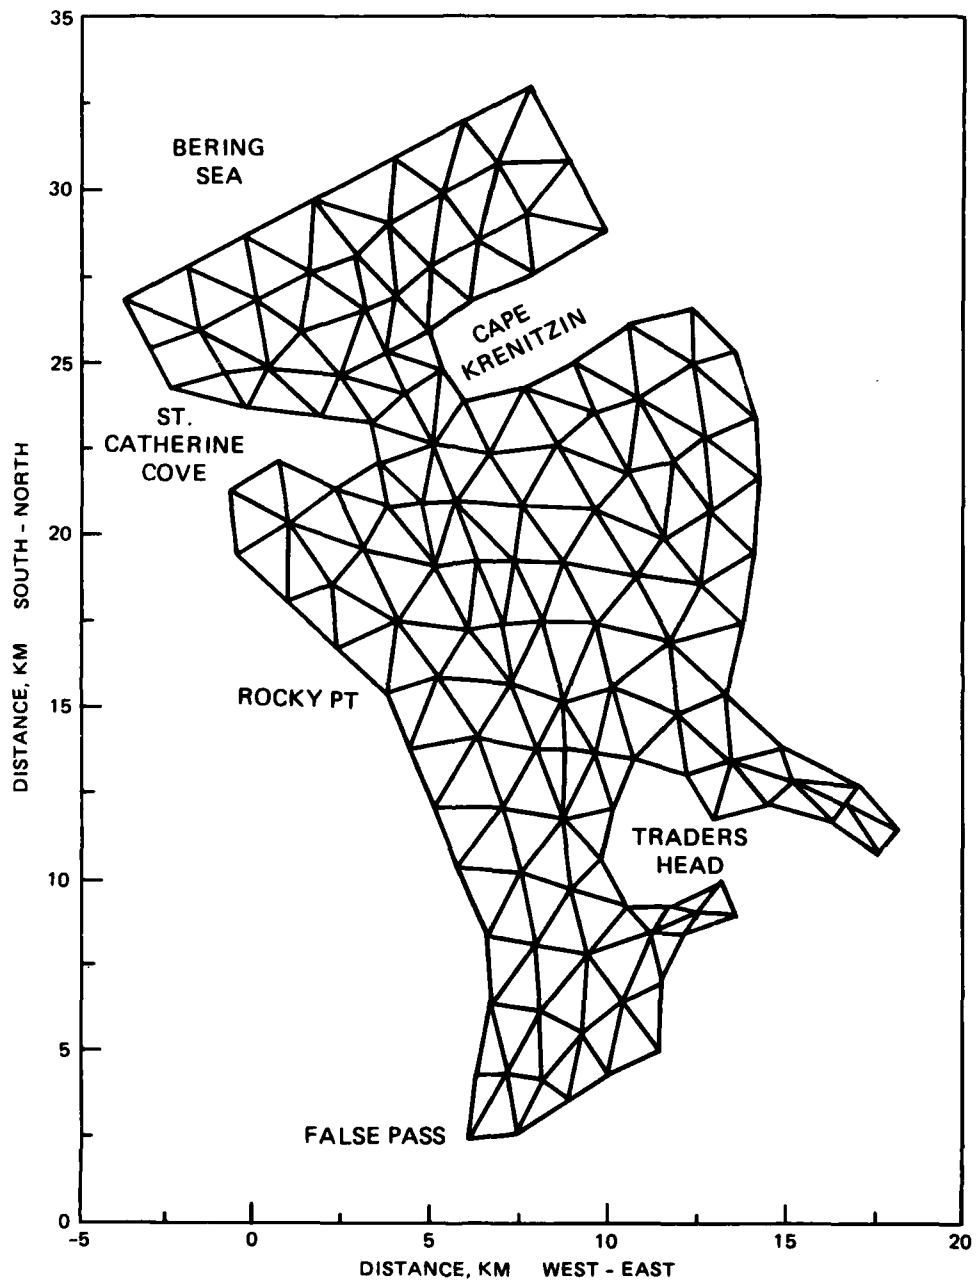 35
BERING
SEA
30
CAPE
KRENITZIN
25
ST.
CATHERINE
COVE
20
ROCKY PT
15
TRADERS
HEAD
10
5
FALSE PASS
0
-5 0 5 10 15 20
DISTANCE, KM WEST - EAST
DISTANCE, KM SOUTH - NORTH